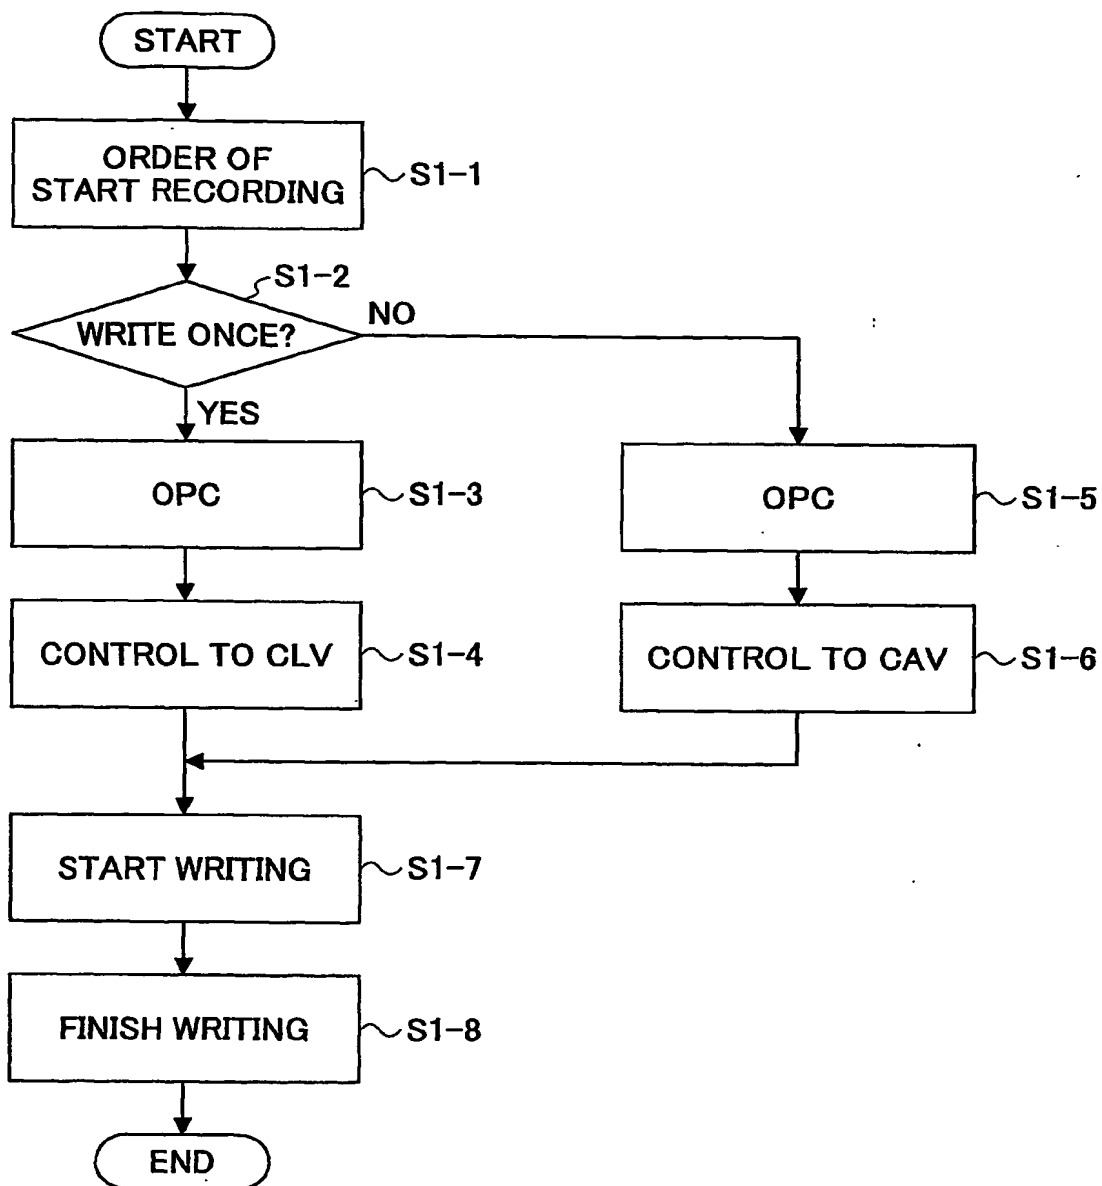 START
ORDER OF
START RECORDING
S1-1
S1-2
WRITE ONCE?
NO
YES
OPC
S1-3
OPC
S1-5
CONTROL TO CLV
S1-4
CONTROL TO CAV
S1-6
START WRITING
S1-7
FINISH WRITING
S1-8
END